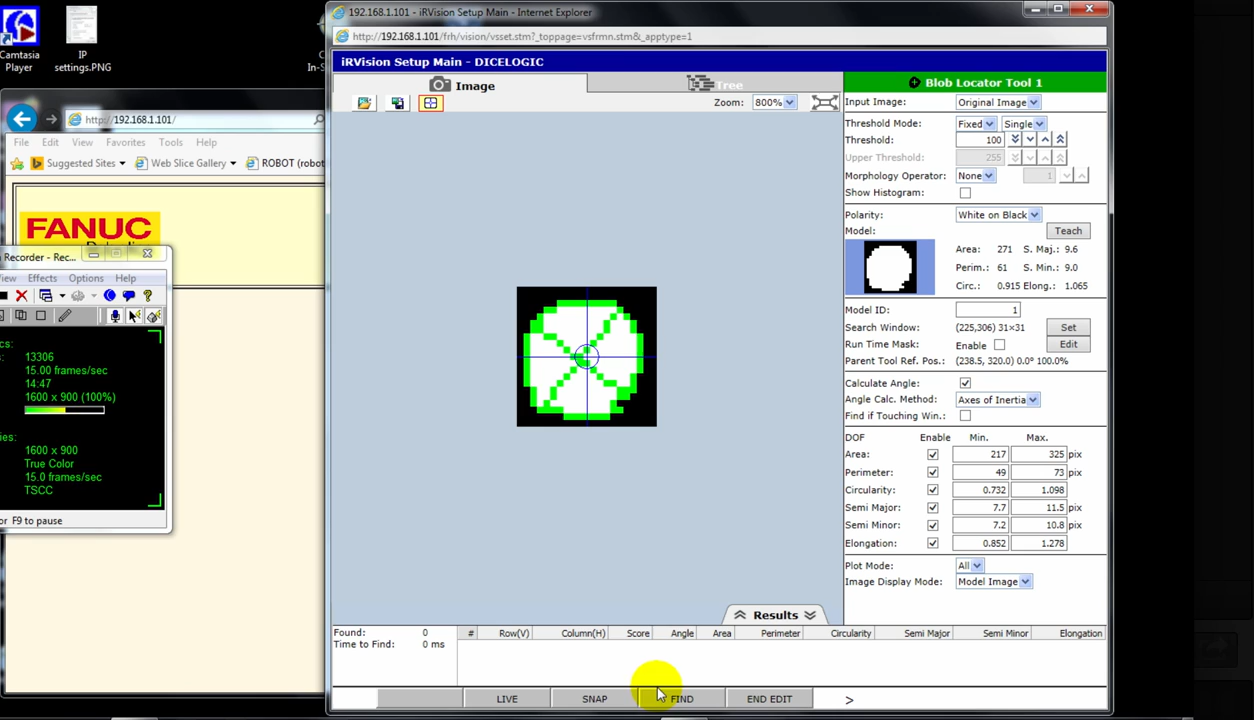 Camtasia
Player
IP
settings.PNG
192.168.1.101 - iRVision Setup Main - Internet Explorer
http://192.168.1.101/frh/vision/vsset.stm?_toppage=vsfrmn.stm&_apptype=1
iRVision Setup Main - DICELOGIC
Image
Tree
Zoom: 800%
Blob Locator Tool 1
Input Image: Original Image
Threshold Mode: Fixed Single
Threshold: 100
Upper Threshold: 255
Morphology Operator: None 1
Show Histogram:
Polarity: White on Black
Model: Teach
Area: 271 S. Maj.: 9.6
Perim.: 61 S. Min.: 9.0
Circ.: 0.915 Elong.: 1.065
Model ID: 1
Search Window: (225,306) 31×31 Set
Run Time Mask: Enable Edit
Parent Tool Ref. Pos.: (238.5, 320.0) 0.0° 100.0%
Calculate Angle:
Angle Calc. Method: Axes of Inertia
Find if Touching Win.:
DOF Enable Min. Max.
Area: 217 325 pix
Perimeter: 49 73 pix
Circularity: 0.732 1.098
Semi Major: 7.7 11.5 pix
Semi Minor: 7.2 10.8 pix
Elongation: 0.852 1.278
Plot Mode: All
Image Display Mode: Model Image
Results
Found: 0
Time to Find: 0 ms
# Row(V) Column(H) Score Angle Area Perimeter Circularity Semi Major Semi Minor Elongation
LIVE SNAP FIND END EDIT >
http://192.168.1.101/
File Edit View Favorites Tools Help
Suggested Sites Web Slice Gallery ROBOT (robot
FANUC
Recorder - Rec...
Effects Options Help
13306
15.00 frames/sec
14:47
1600 x 900 (100%)
1600 x 900
True Color
15.0 frames/sec
TSCC
or F9 to pause